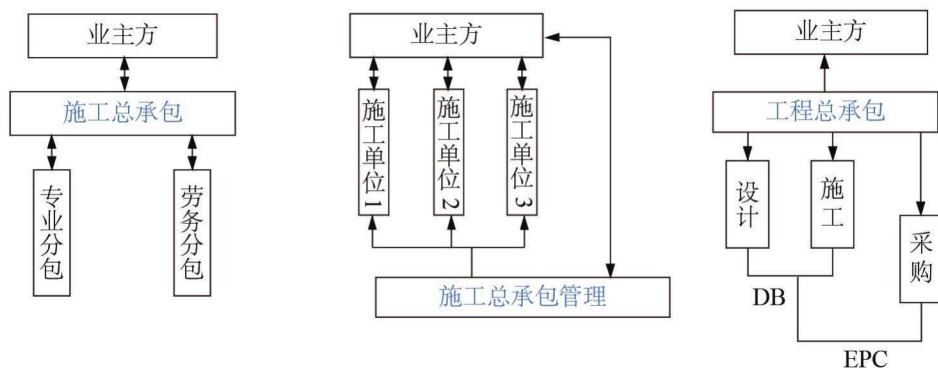 业主方
施工总承包
专业分包
劳务分包
业主方
施工单位1
施工单位2
施工单位3
施工总承包管理
业主方
工程总承包
设计
施工
采购
DB
EPC